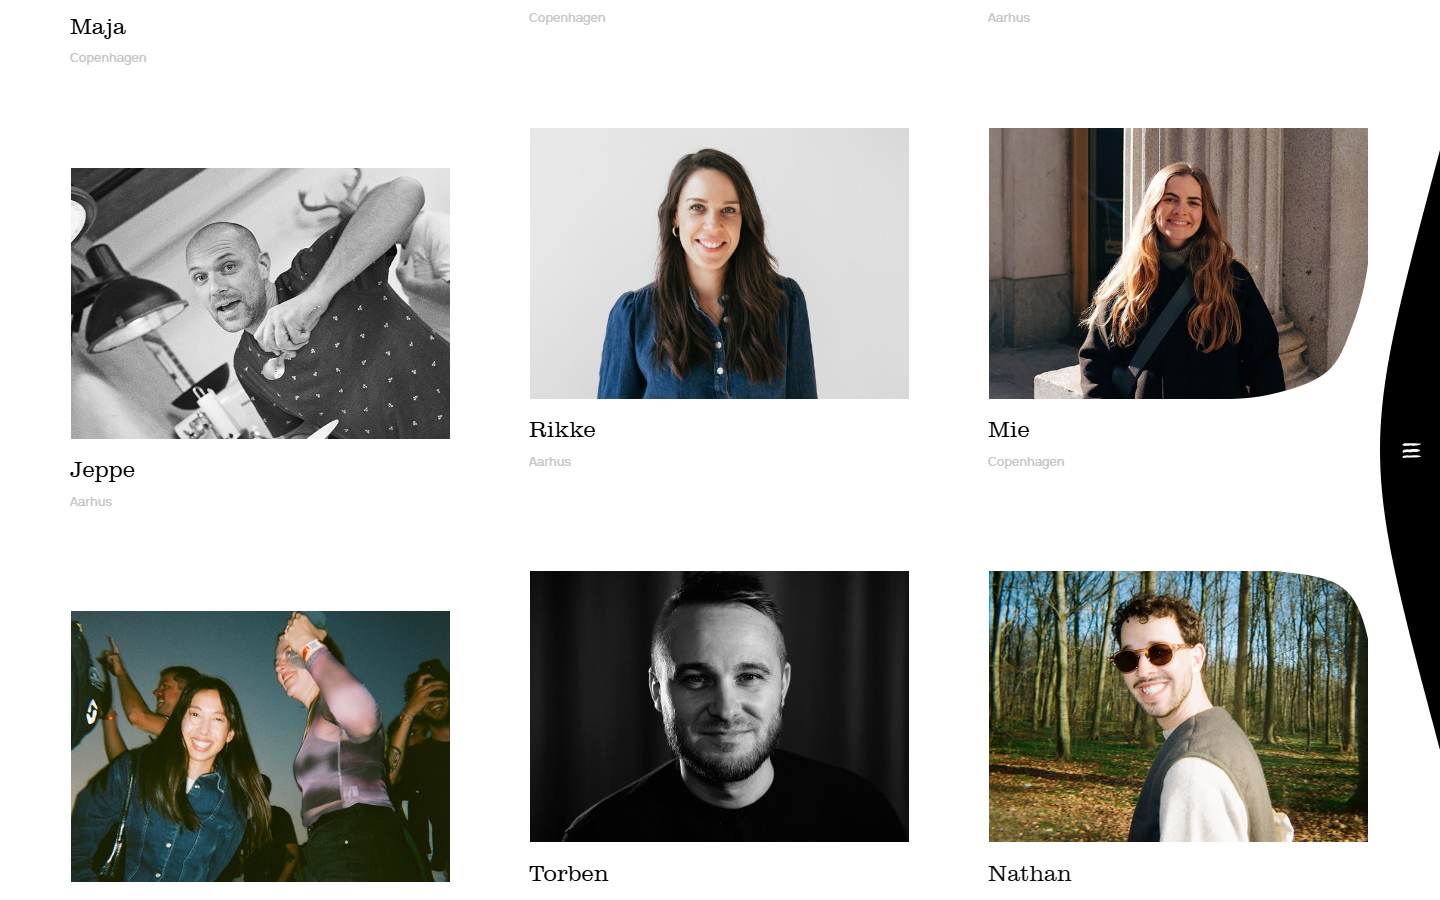 Maja
Copenhagen
Copenhagen
Aarhus
Jeppe
Aarhus
Rikke
Aarhus
Mie
Copenhagen
Torben
Nathan